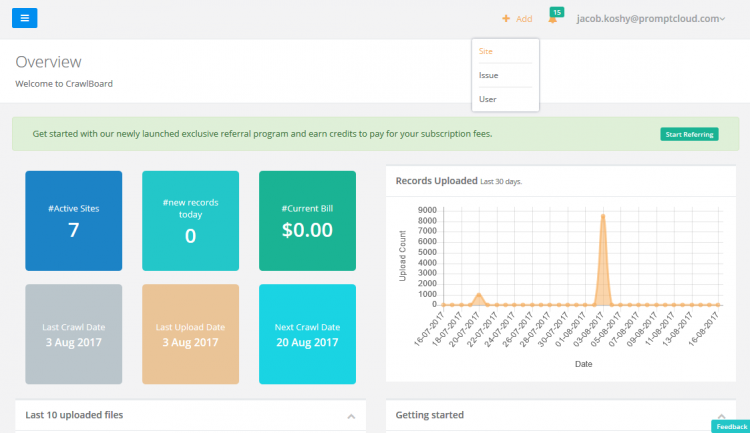 + Add
15
jacob.koshy@promptcloud.com
Site
Issue
User
Overview
Welcome to CrawlBoard
Get started with our newly launched exclusive referral program and earn credits to pay for your subscription fees.
Start Referring
#Active Sites
7
#new records
today
0
#Current Bill
$0.00
Last Crawl Date
3 Aug 2017
Last Upload Date
3 Aug 2017
Next Crawl Date
20 Aug 2017
Records Uploaded Last 30 days.
Upload Count
9000
8000
7000
6000
5000
4000
3000
2000
1000
0
16-07-2017
18-07-2017
20-07-2017
22-07-2017
24-07-2017
26-07-2017
28-07-2017
30-07-2017
01-08-2017
03-08-2017
05-08-2017
07-08-2017
09-08-2017
11-08-2017
13-08-2017
16-08-2017
Date
Last 10 uploaded files
Getting started
Feedback